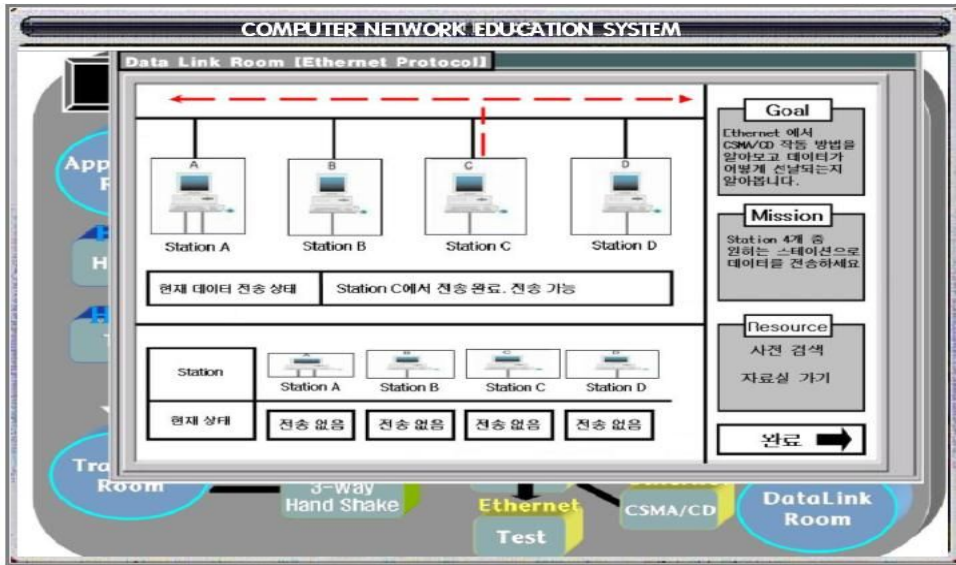 COMPUTER NETWORK EDUCATION SYSTEM
Data Link Room [Ethernet Protocol]
A
B
C
D
Station A
Station B
Station C
Station D
현재 데이터 전송 상태
Station C에서 전송 완료. 전송 가능
Station
A
B
C
D
Station A
Station B
Station C
Station D
현재 상태
전송 없음
전송 없음
전송 없음
전송 없음
Goal
Ethernet 에서
CSMA/CD 작동 방법을
알아보고 데이터가
어떻게 전달되는지
알아봅니다.
Mission
Station 4개 중
원하는 스테이션으로
데이터를 전송하세요
Resource
사전 검색
자료실 가기
완료
App
H
Tra
Room
3-Way
Hand Shake
Ethernet
Test
CSMA/CD
DataLink
Room